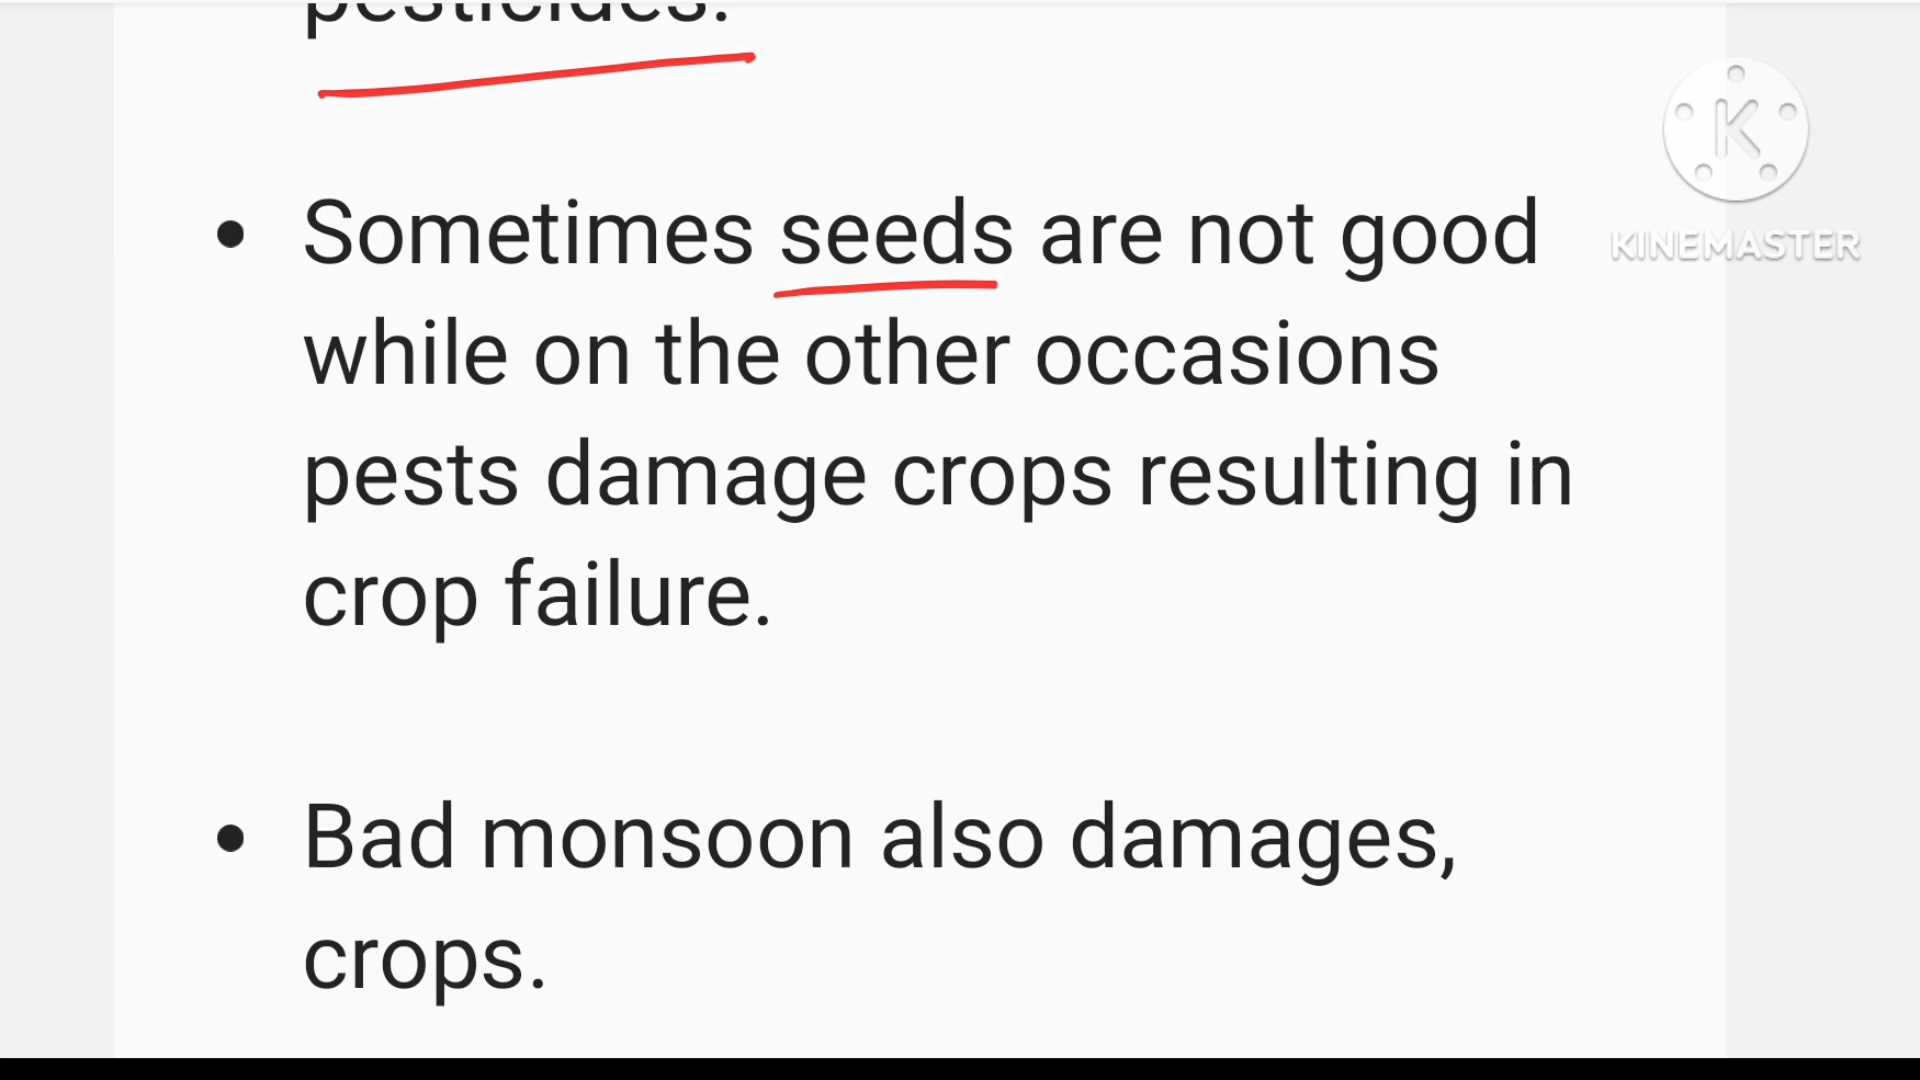 pesticides.
• Sometimes seeds are not good
while on the other occasions
pests damage crops resulting in
crop failure.
• Bad monsoon also damages,
crops.
K
KINEMASTER